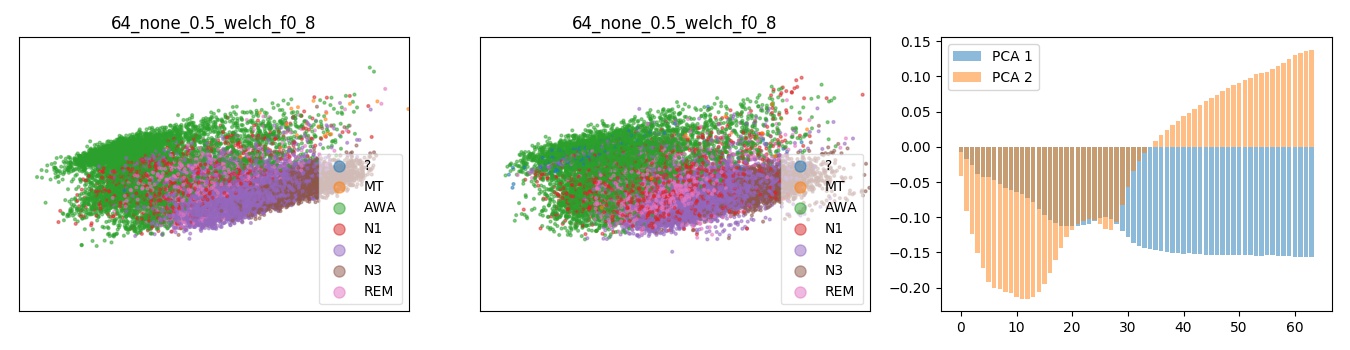 64_none_0.5_welch_f0_8
?
MT
AWA
N1
N2
N3
REM
64_none_0.5_welch_f0_8
?
MT
AWA
N1
N2
N3
REM
PCA 1
PCA 2
0.15
0.10
0.05
0.00
−0.05
−0.10
−0.15
−0.20
0 10 20 30 40 50 60